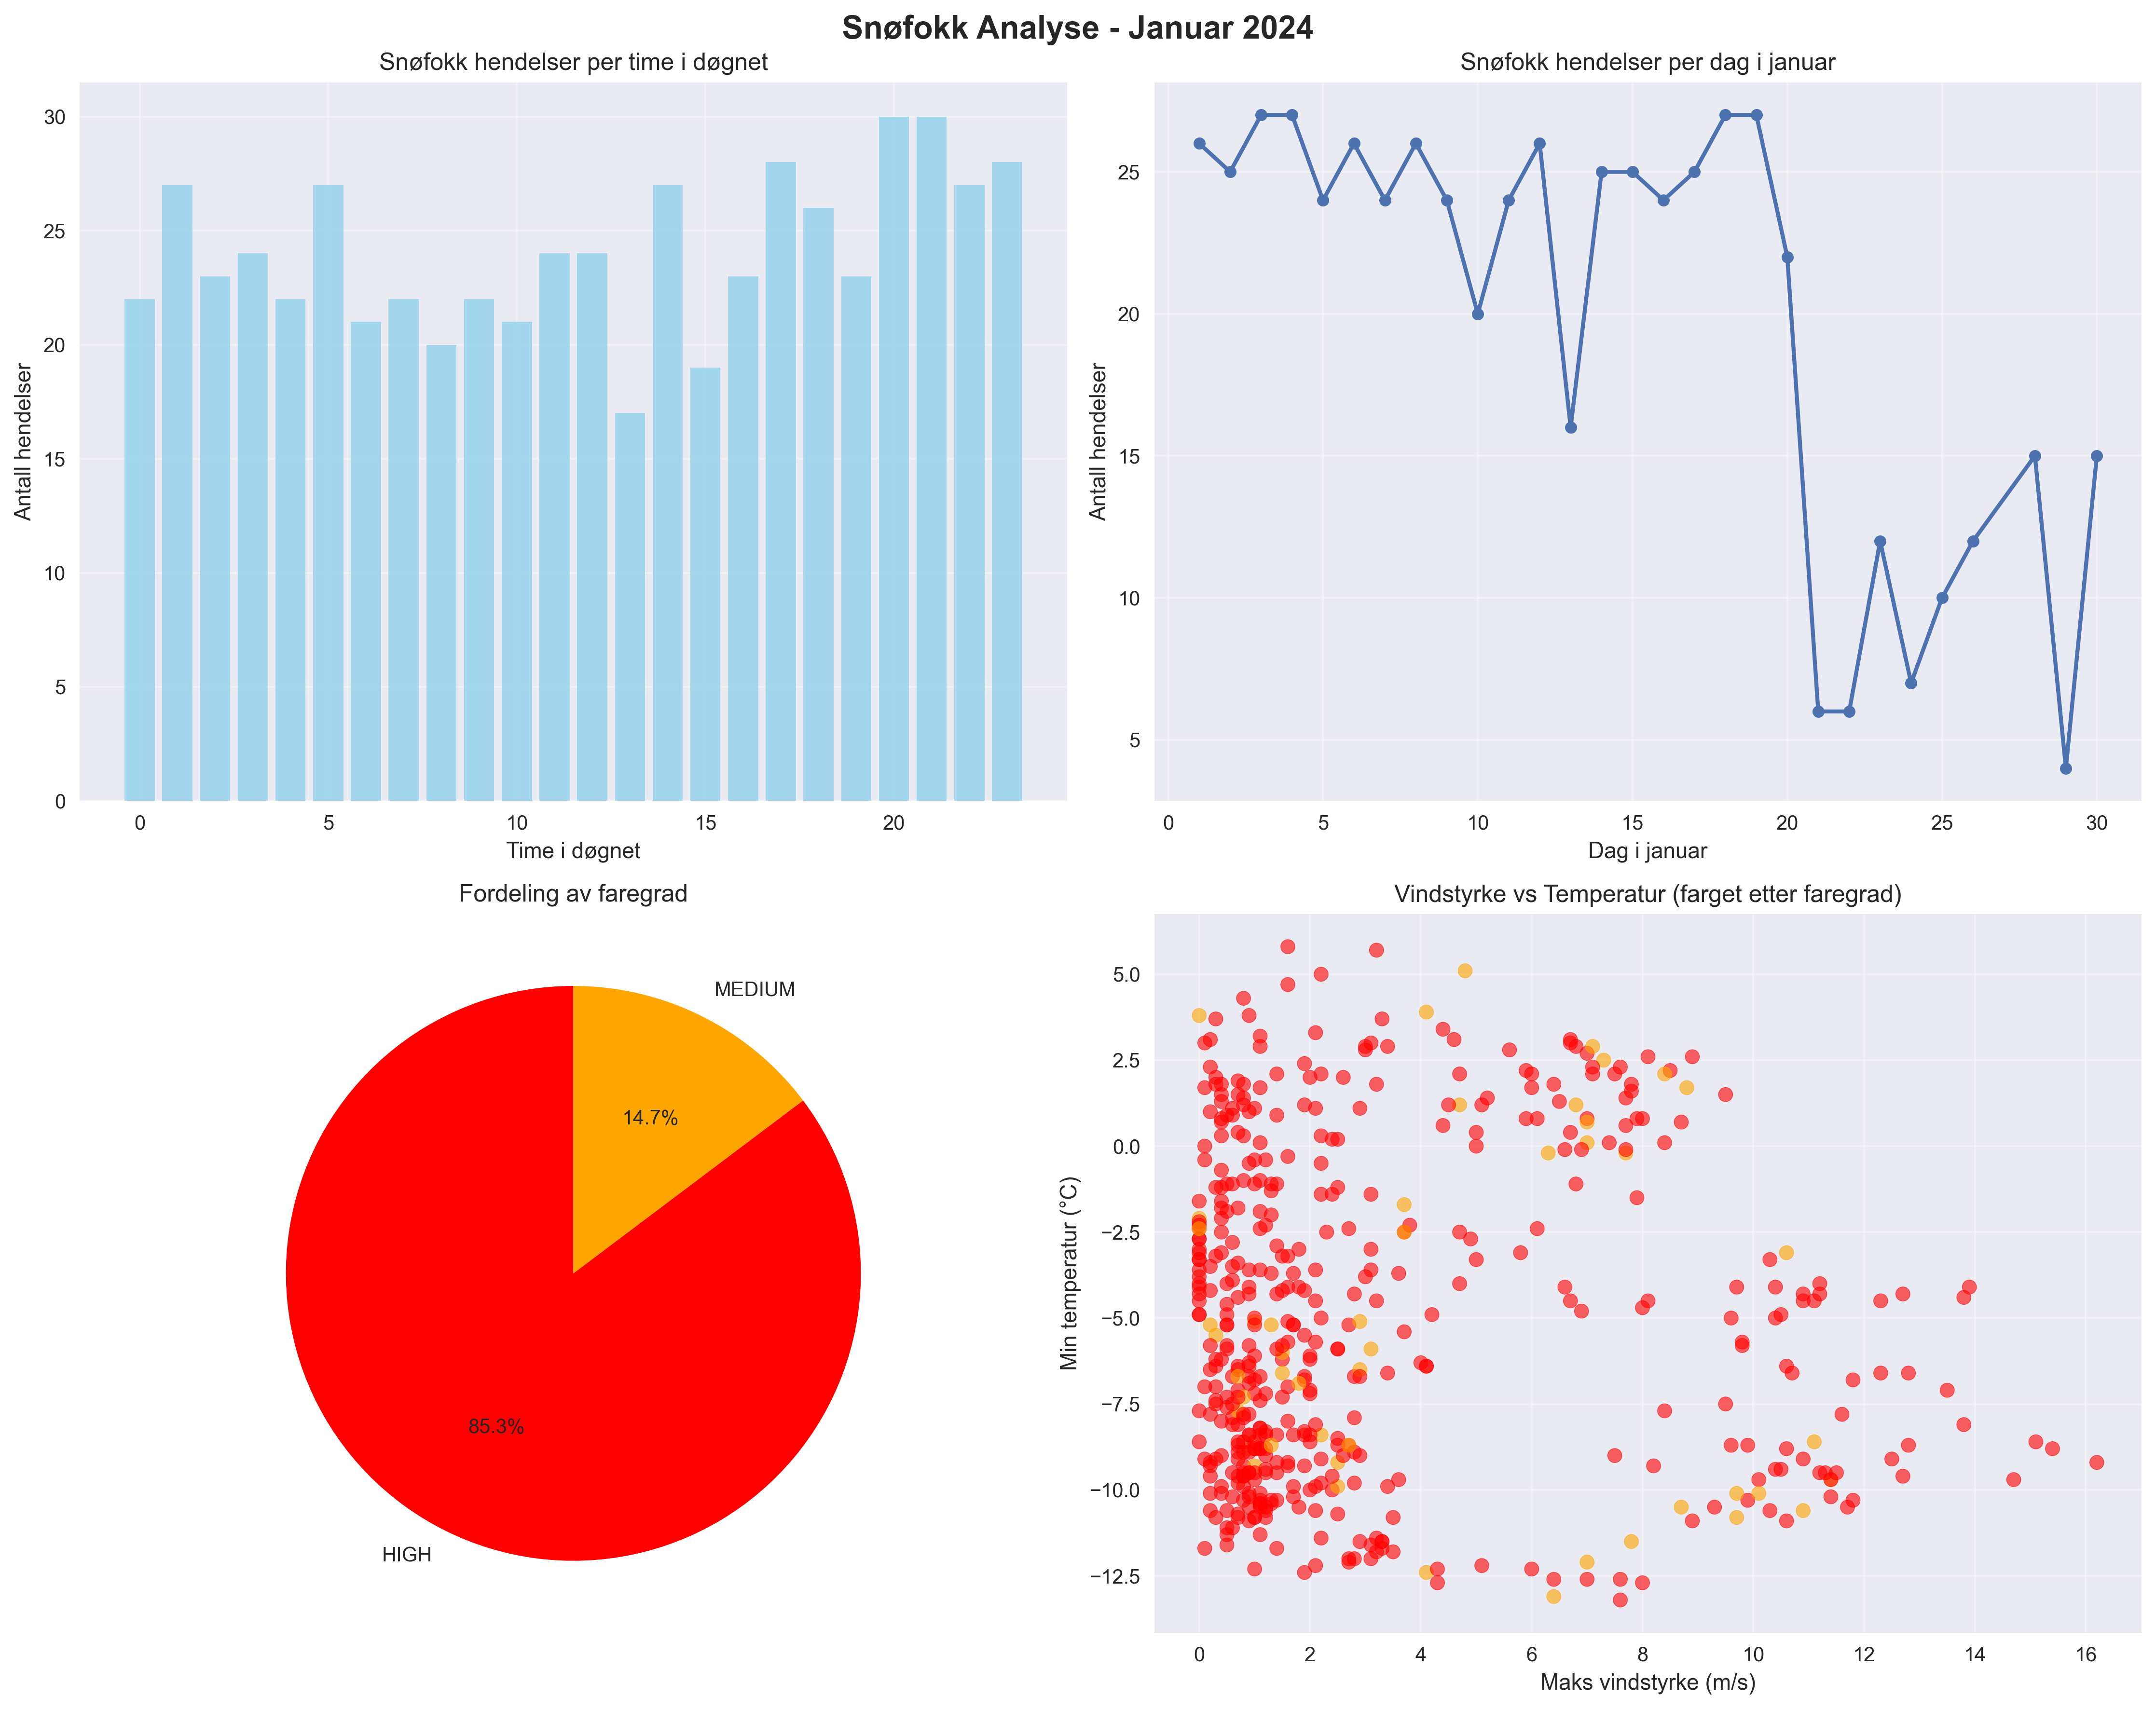 Snøfokk Analyse - Januar 2024
Snøfokk hendelser per time i døgnet
30
25
20
15
10
5
0
Antall hendelser
0 5 10 15 20
Time i døgnet
Snøfokk hendelser per dag i januar
25
20
15
10
5
Antall hendelser
0 5 10 15 20 25 30
Dag i januar
Fordeling av faregrad
MEDIUM
14.7%
85.3%
HIGH
Vindstyrke vs Temperatur (farget etter faregrad)
5.0
2.5
0.0
−2.5
−5.0
−7.5
−10.0
−12.5
Min temperatur (°C)
0 2 4 6 8 10 12 14 16
Maks vindstyrke (m/s)